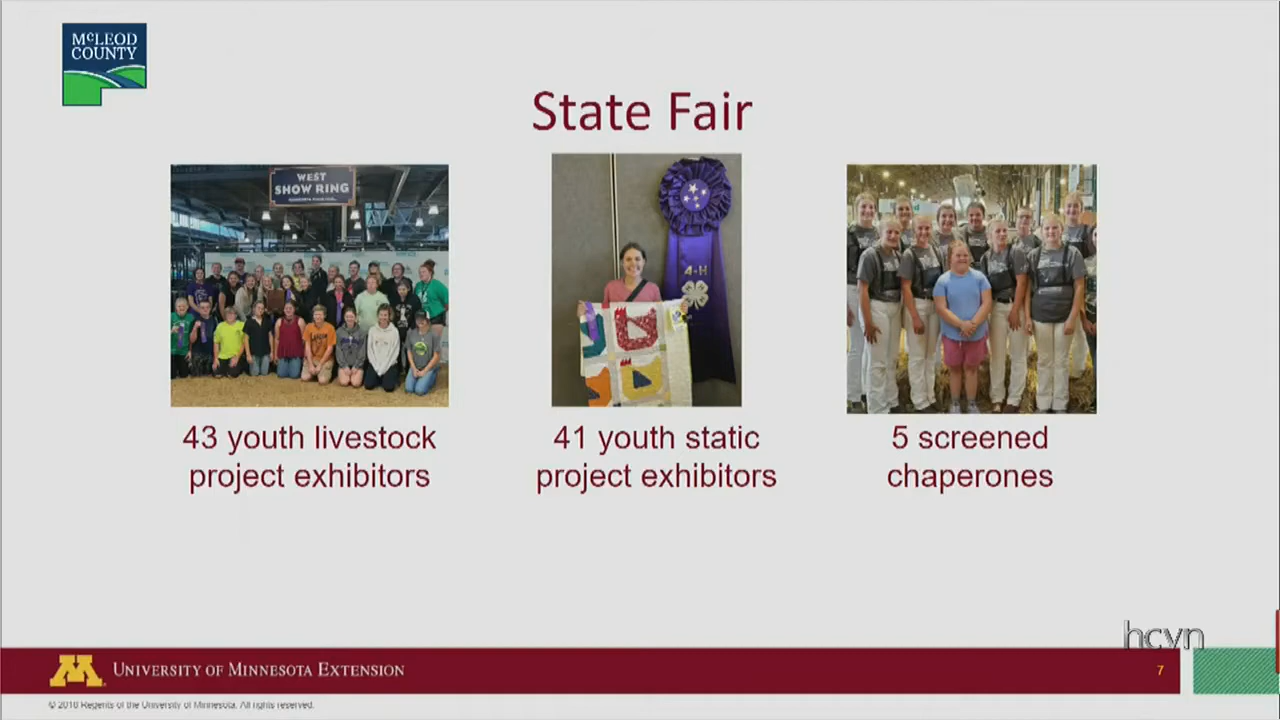 McLEOD
COUNTY
State Fair
WEST
SHOW RING
4-H
43 youth livestock
project exhibitors
41 youth static
project exhibitors
5 screened
chaperones
hcvn
M UNIVERSITY OF MINNESOTA EXTENSION
7
© 2018 Regents of the University of Minnesota. All rights reserved.